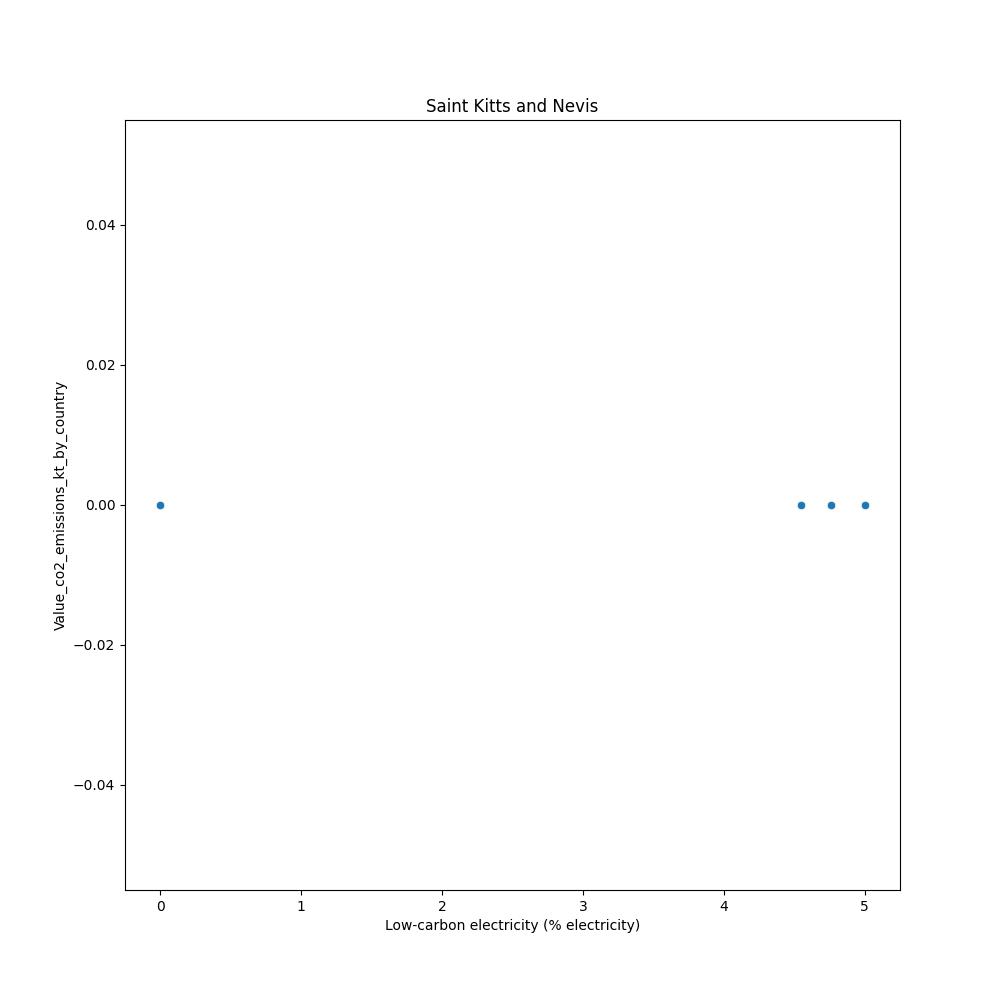 Saint Kitts and Nevis
0.04
0.02
0.00
−0.02
−0.04
Value_co2_emissions_kt_by_country
0 1 2 3 4 5
Low-carbon electricity (% electricity)